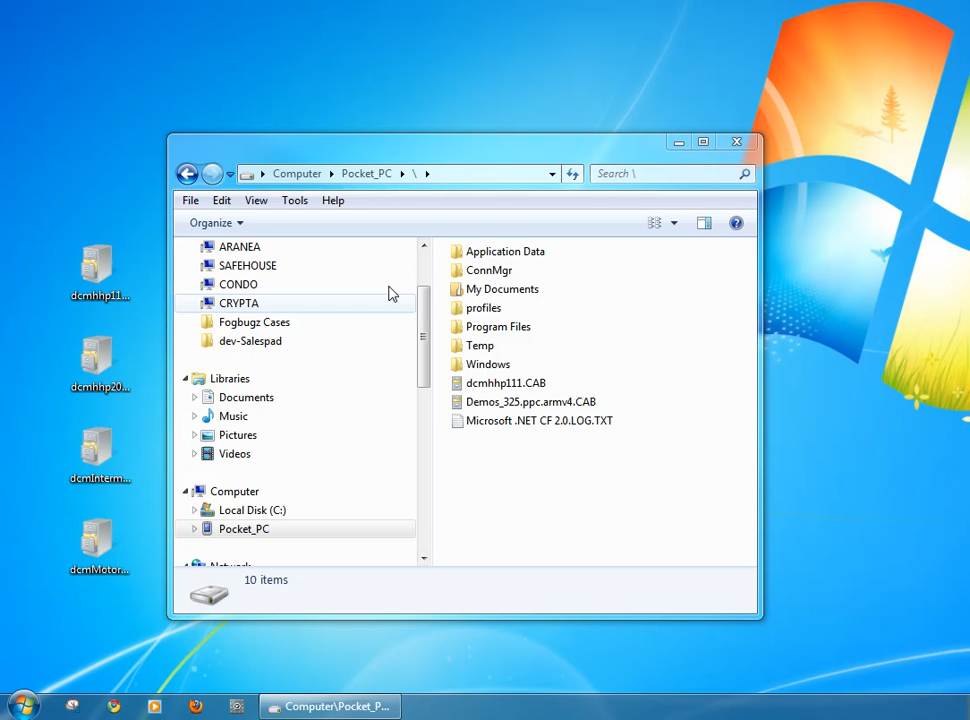 Computer Pocket_PC \
Search \
File Edit View Tools Help
Organize
ARANEA
SAFEHOUSE
CONDO
CRYPTA
Fogbugz Cases
dev-Salespad
Libraries
Documents
Music
Pictures
Videos
Computer
Local Disk (C:)
Pocket_PC
Application Data
ConnMgr
My Documents
profiles
Program Files
Temp
Windows
dcmhhp111.CAB
Demos_325.ppc.armv4.CAB
Microsoft .NET CF 2.0.LOG.TXT
10 items
dcmhhp11...
dcmhhp20...
dcmInterm...
dcmMotor...
Computer\Pocket_P...